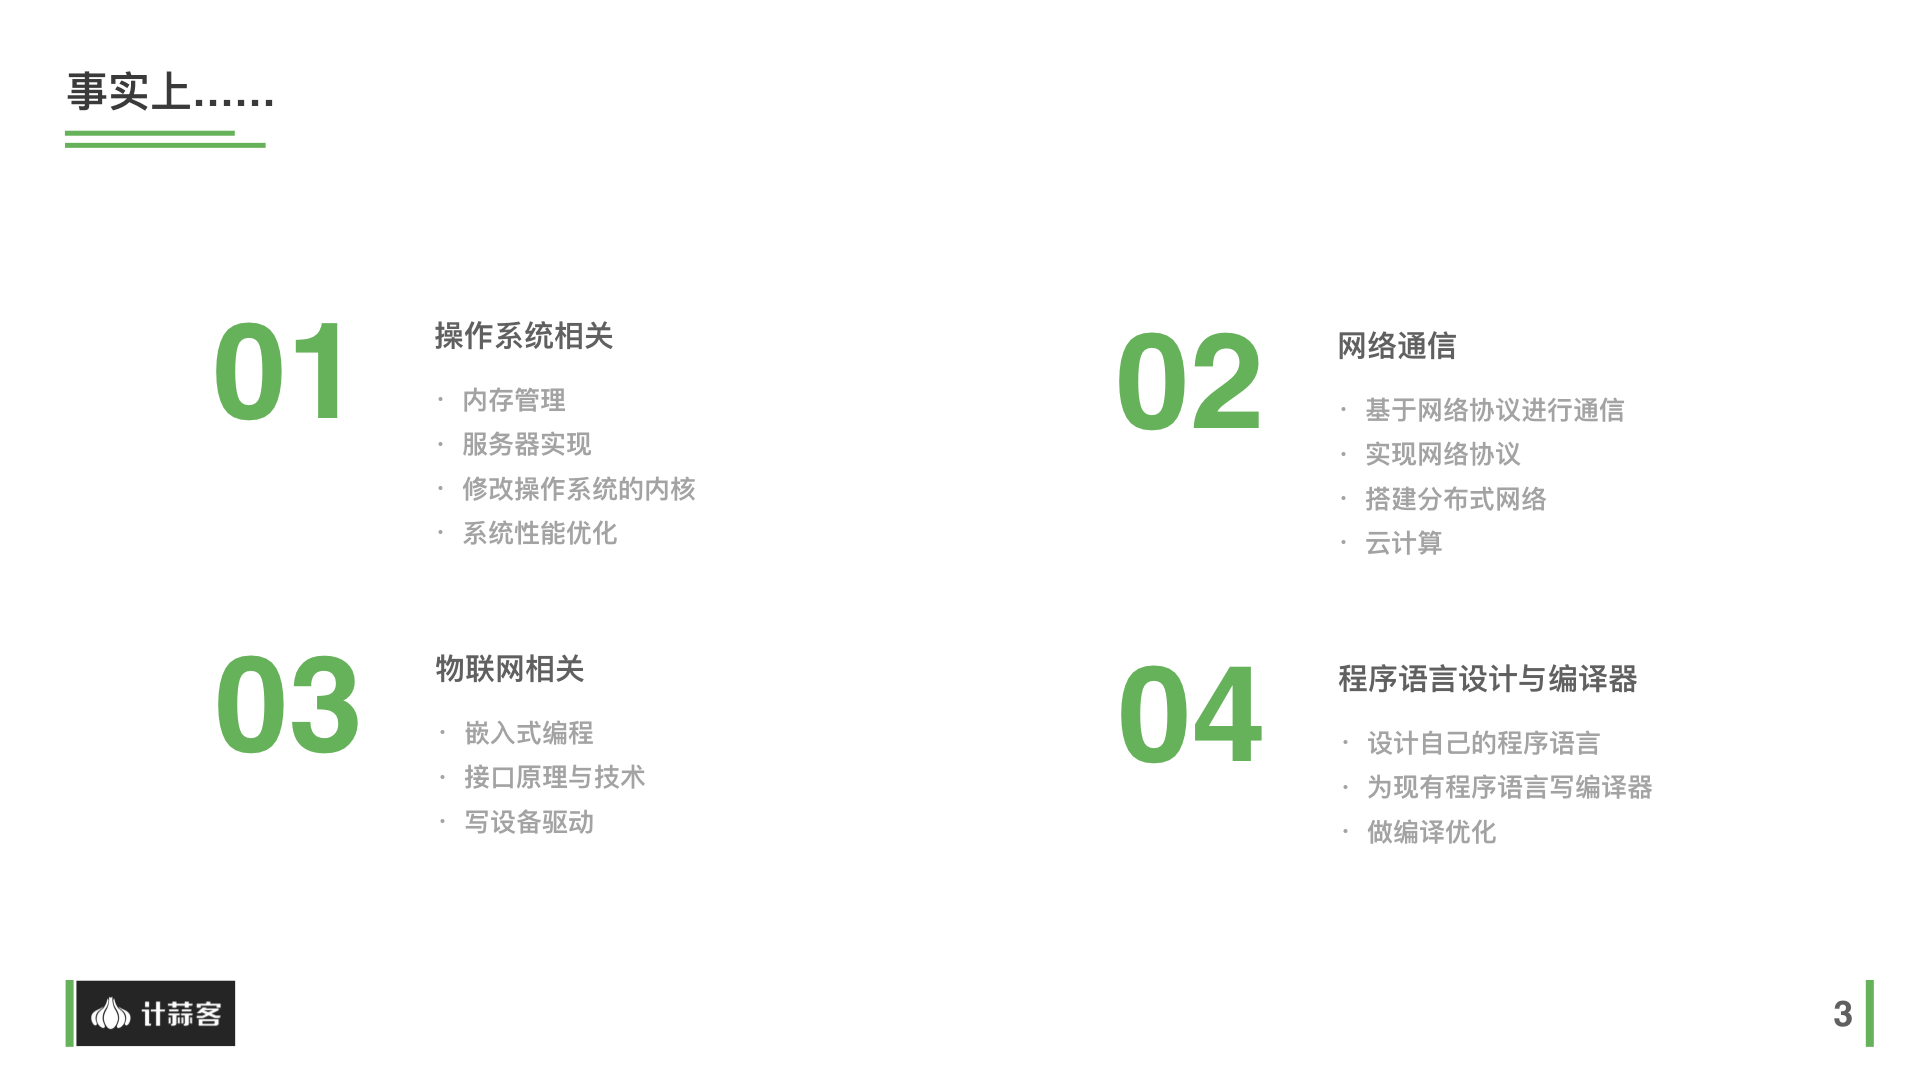 事实上……
01
操作系统相关
· 内存管理
· 服务器实现
· 修改操作系统的内核
· 系统性能优化
02
网络通信
· 基于网络协议进行通信
· 实现网络协议
· 搭建分布式网络
· 云计算
03
物联网相关
· 嵌入式编程
· 接口原理与技术
· 写设备驱动
04
程序语言设计与编译器
· 设计自己的程序语言
· 为现有程序语言写编译器
· 做编译优化
计蒜客
3